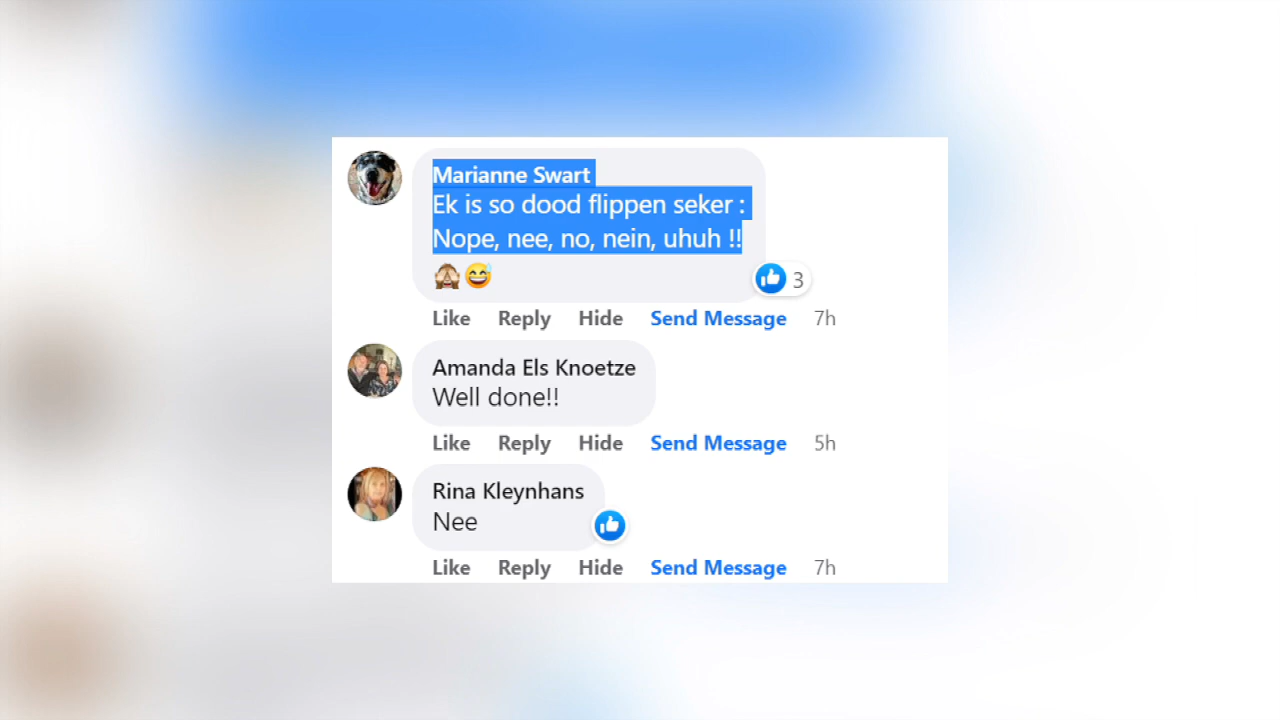 Marianne Swart
Ek is so dood flippen seker :
Nope, nee, no, nein, uhuh !!
🙈😅
3
Like Reply Hide Send Message 7h
Amanda Els Knoetze
Well done!!
Like Reply Hide Send Message 5h
Rina Kleynhans
Nee
Like Reply Hide Send Message 7h